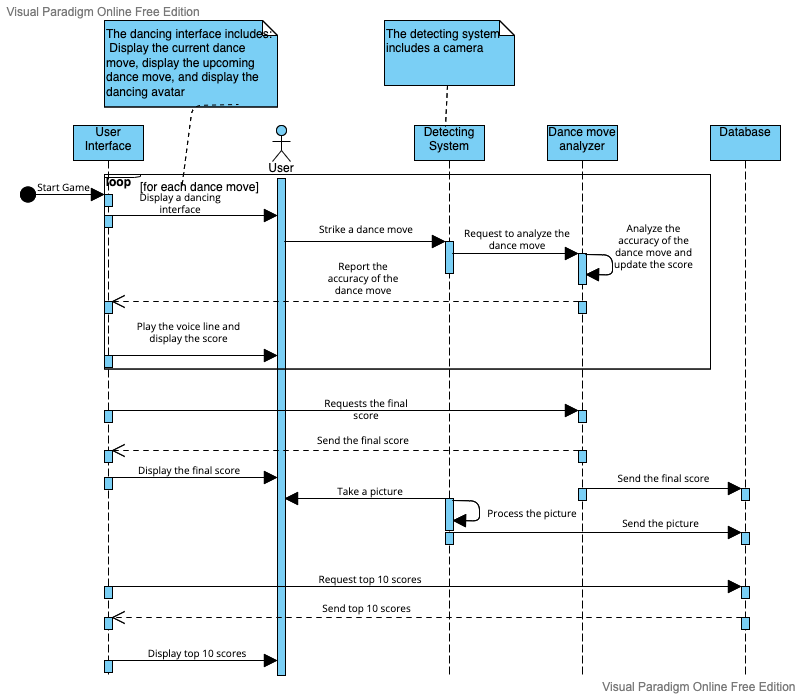 Visual Paradigm Online Free Edition
The dancing interface includes:
Display the current dance
move, display the upcoming
dance move, and display the
dancing avatar
The detecting system
includes a camera
User
Interface
User
Detecting
System
Dance move
analyzer
Database
loop
[for each dance move]
Start Game
Display a dancing
interface
Strike a dance move
Request to analyze the
dance move
Analyze the
accuracy of the
dance move and
update the score
Report the
accuracy of the
dance move
Play the voice line and
display the score
Requests the final
score
Send the final score
Display the final score
Send the final score
Take a picture
Process the picture
Send the picture
Request top 10 scores
Send top 10 scores
Display top 10 scores
Visual Paradigm Online Free Edition